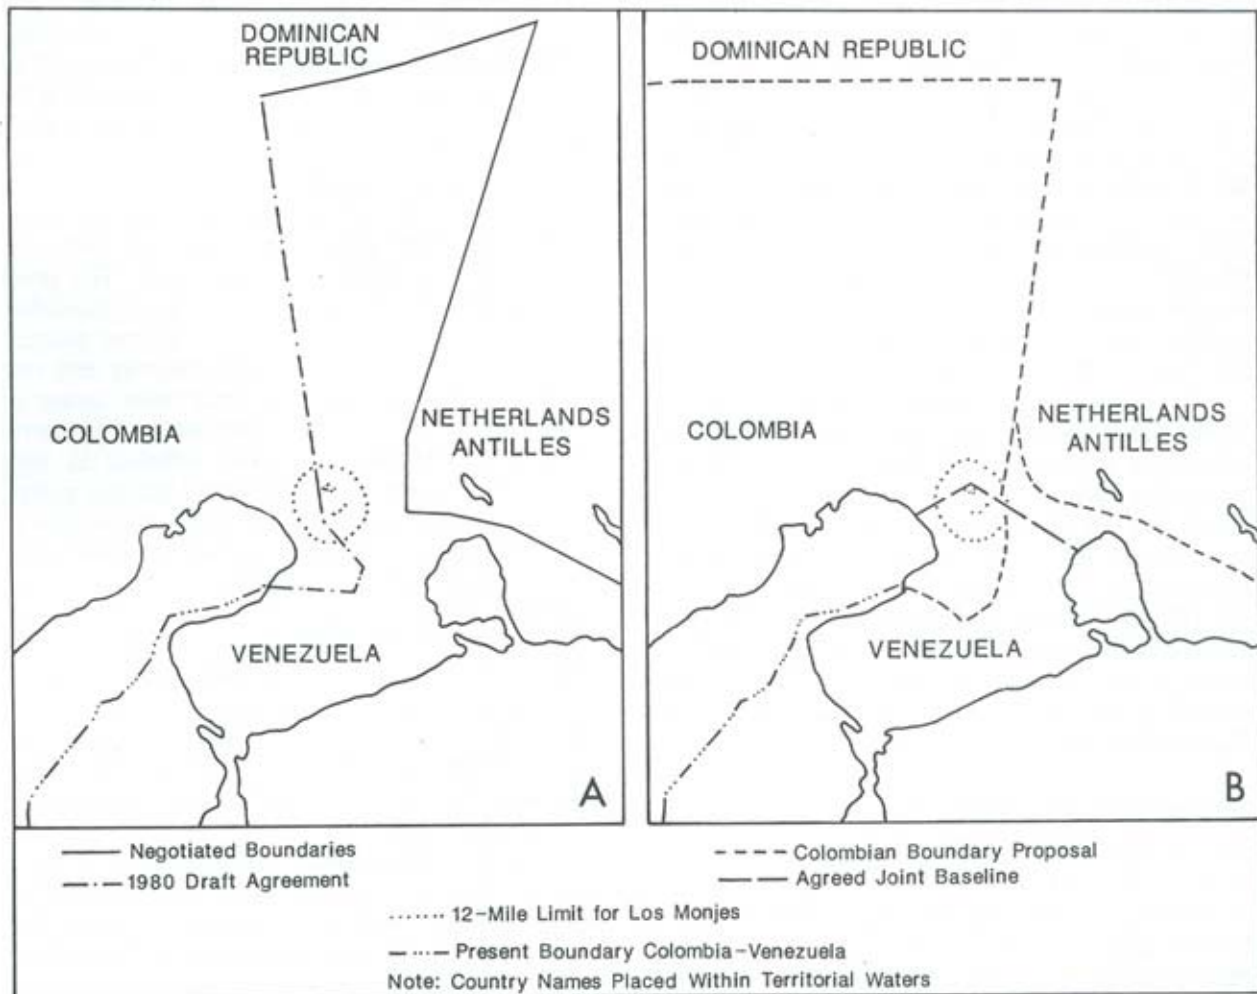 DOMINICAN
REPUBLIC
COLOMBIA
NETHERLANDS
ANTILLES
VENEZUELA
A
DOMINICAN REPUBLIC
COLOMBIA
NETHERLANDS
ANTILLES
VENEZUELA
B
Negotiated Boundaries
1980 Draft Agreement
Colombian Boundary Proposal
Agreed Joint Baseline
12-Mile Limit for Los Monjes
Present Boundary Colombia-Venezuela
Note: Country Names Placed Within Territorial Waters